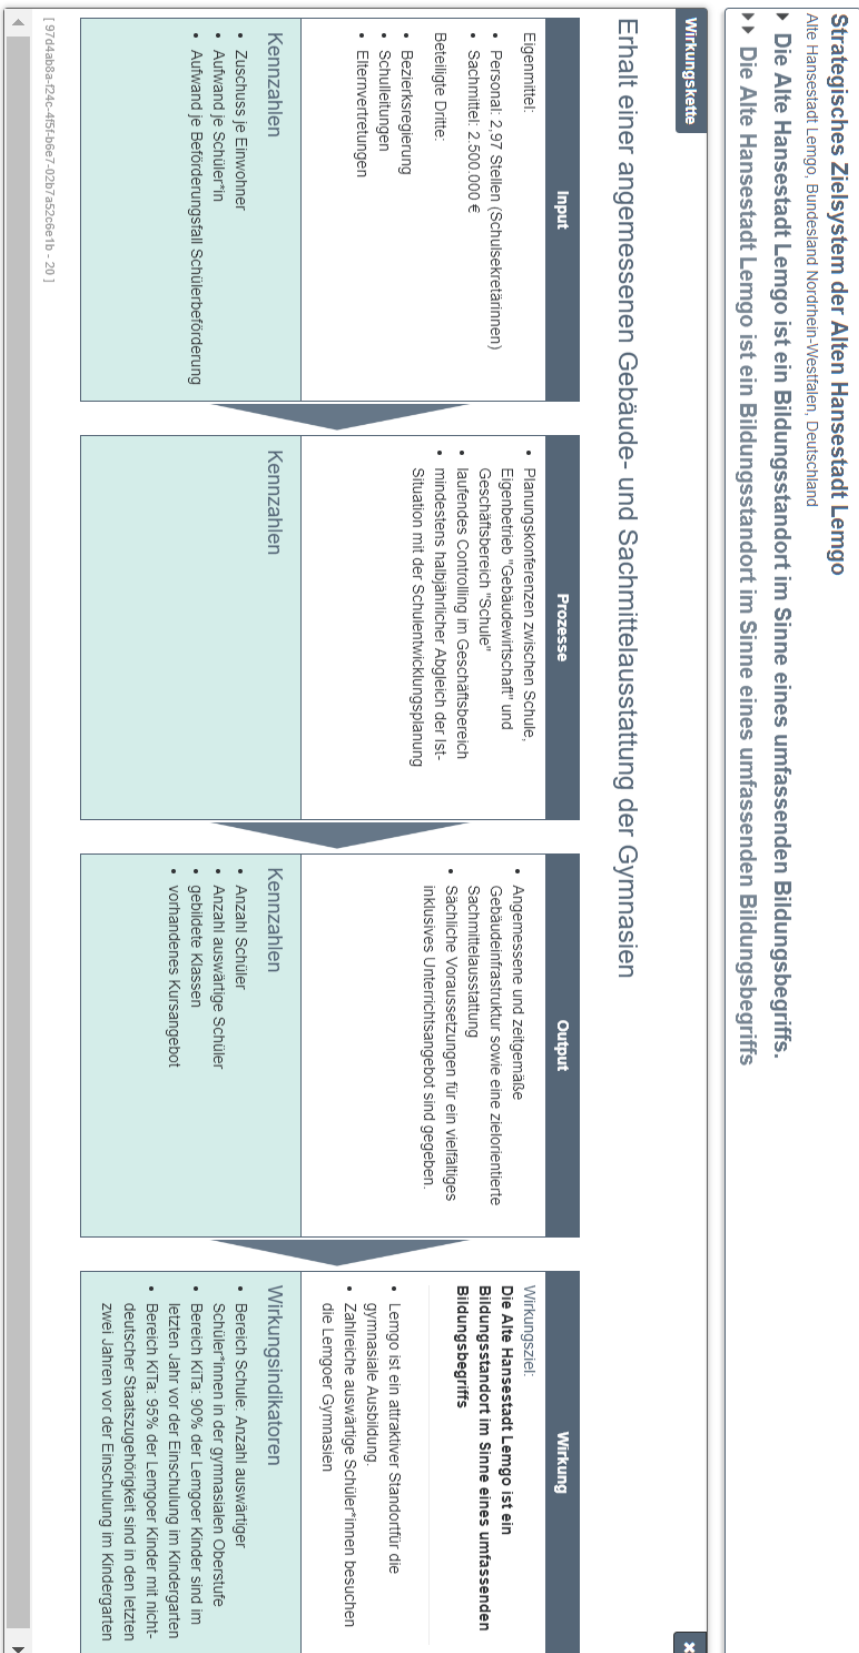 Strategisches Zielsystem der Alten Hansestadt Lemgo
Alte Hansestadt Lemgo, Bundesland Nordrhein-Westfalen, Deutschland
Die Alte Hansestadt Lemgo ist ein Bildungsstandort im Sinne eines umfassenden Bildungsbegriffs.
Die Alte Hansestadt Lemgo ist ein Bildungsstandort im Sinne eines umfassenden Bildungsbegriffs
Wirkungskette
Erhalt einer angemessenen Gebäude- und Sachmittelausstattung der Gymnasien
Input
Eigenmittel:
• Personal: 2,97 Stellen (Schulsekretärinnen)
• Sachmittel: 2.500.000 €
Beteiligte Dritte:
• Bezierksregierung
• Schulleitungen
• Elternvertretungen
Kennzahlen
• Zuschuss je Einwohner
• Aufwand je Schüler*in
• Aufwand je Beförderungsfall Schülerbeförderung
Prozesse
• Planungskonferenzen zwischen Schule,
Eigenbetrieb "Gebäudewirtschaft" und
Geschäftsbereich "Schule"
• laufendes Controlling im Geschäftsbereich
• mindestens halbjährlicher Abgleich der Ist-
Situation mit der Schulentwicklungsplanung
Kennzahlen
Output
• Angemessene und zeitgemäße
Gebäudeinfrastruktur sowie eine zielorientierte
Sachmittelausstattung
• Sächliche Voraussetzungen für ein vielfältiges
inklusives Unterrichtsangebot sind gegeben.
Kennzahlen
• Anzahl Schüler
• Anzahl auswärtige Schüler
• gebildete Klassen
• vorhandenes Kursangebot
Wirkung
Wirkungsziel:
Die Alte Hansestadt Lemgo ist ein
Bildungsstandort im Sinne eines umfassenden
Bildungsbegriffs
• Lemgo ist ein attraktiver Standortfür die
gymnasiale Ausbildung.
• Zahlreiche auswärtige Schüler*innen besuchen
die Lemgoer Gymnasien
Wirkungsindikatoren
• Bereich Schule: Anzahl auswärtiger
Schüler*innen in der gymnasialen Oberstufe
• Bereich KiTa: 90% der Lemgoer Kinder sind im
letzten Jahr vor der Einschulung im Kindergarten
• Bereich KiTa: 95% der Lemgoer Kinder mit nicht-
deutscher Staatszugehörigkeit sind in den letzten
zwei Jahren vor der Einschulung im Kindergarten
[ 97d4ab8a-f24c-4f5f-b6e7-02b7a52c6e1b - 20 ]